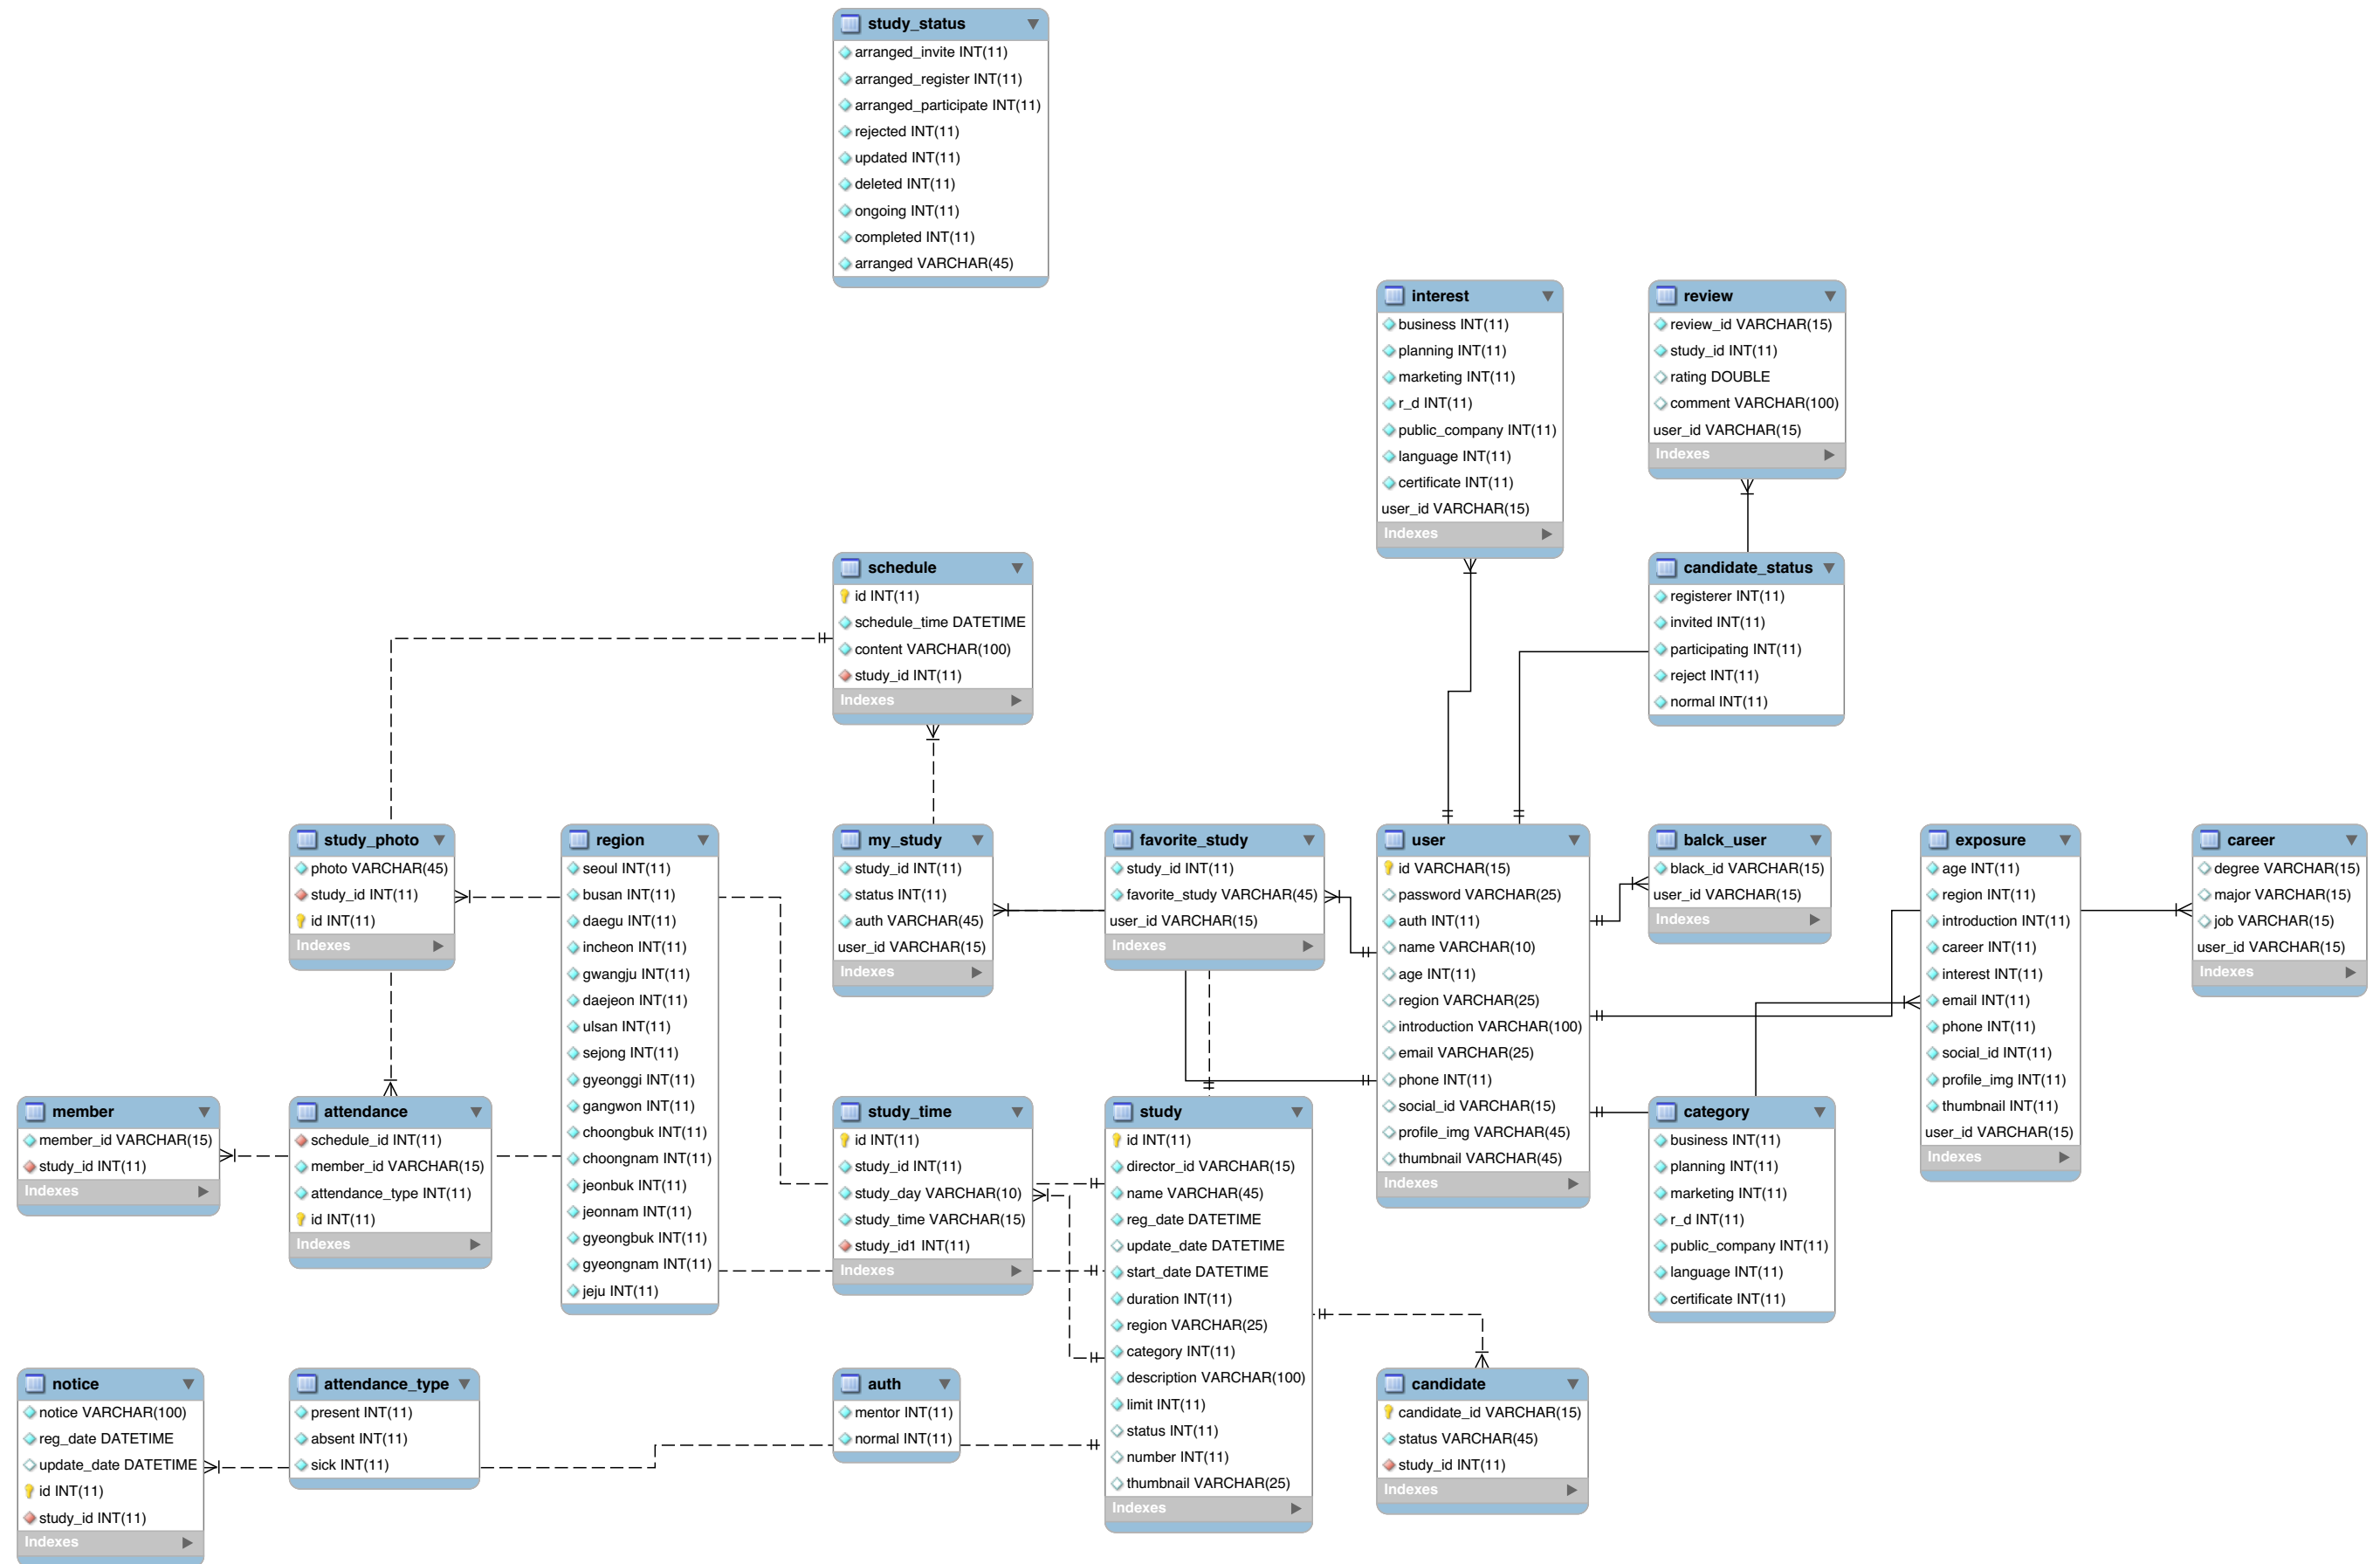 study_status
arranged_invite INT(11)
arranged_register INT(11)
arranged_participate INT(11)
rejected INT(11)
updated INT(11)
deleted INT(11)
ongoing INT(11)
completed INT(11)
arranged VARCHAR(45)
interest
business INT(11)
planning INT(11)
marketing INT(11)
r_d INT(11)
public_company INT(11)
language INT(11)
certificate INT(11)
user_id VARCHAR(15)
Indexes
review
review_id VARCHAR(15)
study_id INT(11)
rating DOUBLE
comment VARCHAR(100)
user_id VARCHAR(15)
Indexes
schedule
id INT(11)
schedule_time DATETIME
content VARCHAR(100)
study_id INT(11)
Indexes
candidate_status
registerer INT(11)
invited INT(11)
participating INT(11)
reject INT(11)
normal INT(11)
study_photo
photo VARCHAR(45)
study_id INT(11)
id INT(11)
Indexes
region
seoul INT(11)
busan INT(11)
daegu INT(11)
incheon INT(11)
gwangju INT(11)
daejeon INT(11)
ulsan INT(11)
sejong INT(11)
gyeonggi INT(11)
gangwon INT(11)
choongbuk INT(11)
choongnam INT(11)
jeonbuk INT(11)
jeonnam INT(11)
gyeongbuk INT(11)
gyeongnam INT(11)
jeju INT(11)
my_study
study_id INT(11)
status INT(11)
auth VARCHAR(45)
user_id VARCHAR(15)
Indexes
favorite_study
study_id INT(11)
favorite_study VARCHAR(45)
user_id VARCHAR(15)
Indexes
user
id VARCHAR(15)
password VARCHAR(25)
auth INT(11)
name VARCHAR(10)
age INT(11)
region VARCHAR(25)
introduction VARCHAR(100)
email VARCHAR(25)
phone INT(11)
social_id VARCHAR(15)
profile_img VARCHAR(45)
thumbnail VARCHAR(45)
Indexes
balck_user
black_id VARCHAR(15)
user_id VARCHAR(15)
Indexes
exposure
age INT(11)
region INT(11)
introduction INT(11)
career INT(11)
interest INT(11)
email INT(11)
phone INT(11)
social_id INT(11)
profile_img INT(11)
thumbnail INT(11)
user_id VARCHAR(15)
Indexes
career
degree VARCHAR(15)
major VARCHAR(15)
job VARCHAR(15)
user_id VARCHAR(15)
Indexes
member
member_id VARCHAR(15)
study_id INT(11)
Indexes
attendance
schedule_id INT(11)
member_id VARCHAR(15)
attendance_type INT(11)
id INT(11)
Indexes
study_time
id INT(11)
study_id INT(11)
study_day VARCHAR(10)
study_time VARCHAR(15)
study_id1 INT(11)
Indexes
study
id INT(11)
director_id VARCHAR(15)
name VARCHAR(45)
reg_date DATETIME
update_date DATETIME
start_date DATETIME
duration INT(11)
region VARCHAR(25)
category INT(11)
description VARCHAR(100)
limit INT(11)
status INT(11)
number INT(11)
thumbnail VARCHAR(25)
Indexes
category
business INT(11)
planning INT(11)
marketing INT(11)
r_d INT(11)
public_company INT(11)
language INT(11)
certificate INT(11)
notice
notice VARCHAR(100)
reg_date DATETIME
update_date DATETIME
id INT(11)
study_id INT(11)
Indexes
attendance_type
present INT(11)
absent INT(11)
sick INT(11)
auth
mentor INT(11)
normal INT(11)
candidate
candidate_id VARCHAR(15)
status VARCHAR(45)
study_id INT(11)
Indexes